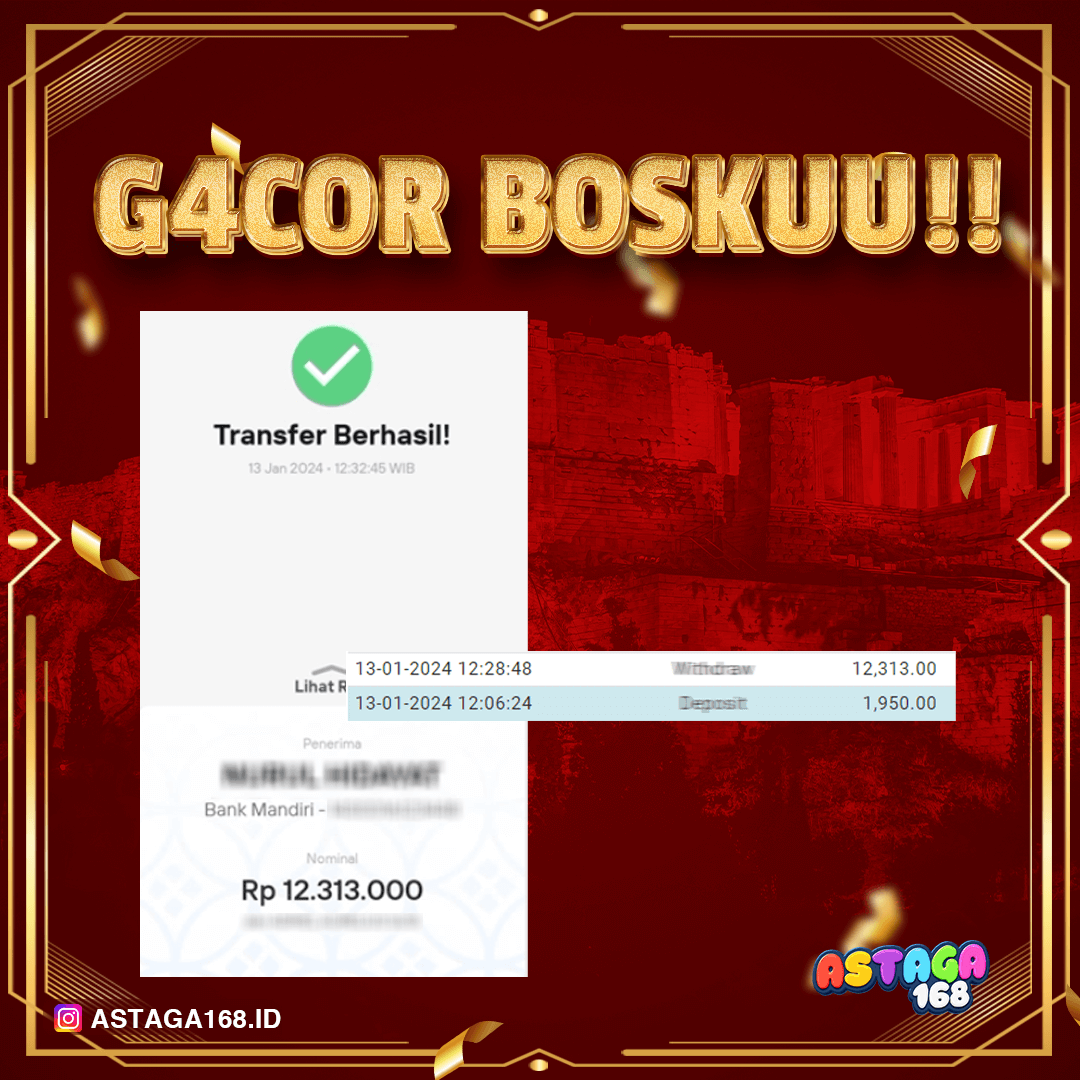 G4COR BOSKUU!!
Transfer Berhasil!
13 Jan 2024 • 12:32:45 WIB
Lihat R
13-01-2024 12:28:48 Withdraw 12,313.00
13-01-2024 12:06:24 Deposit 1,950.00
Penerima
Bank Mandiri -
Nominal
Rp 12.313.000
ASTAGA
168
ASTAGA168.ID